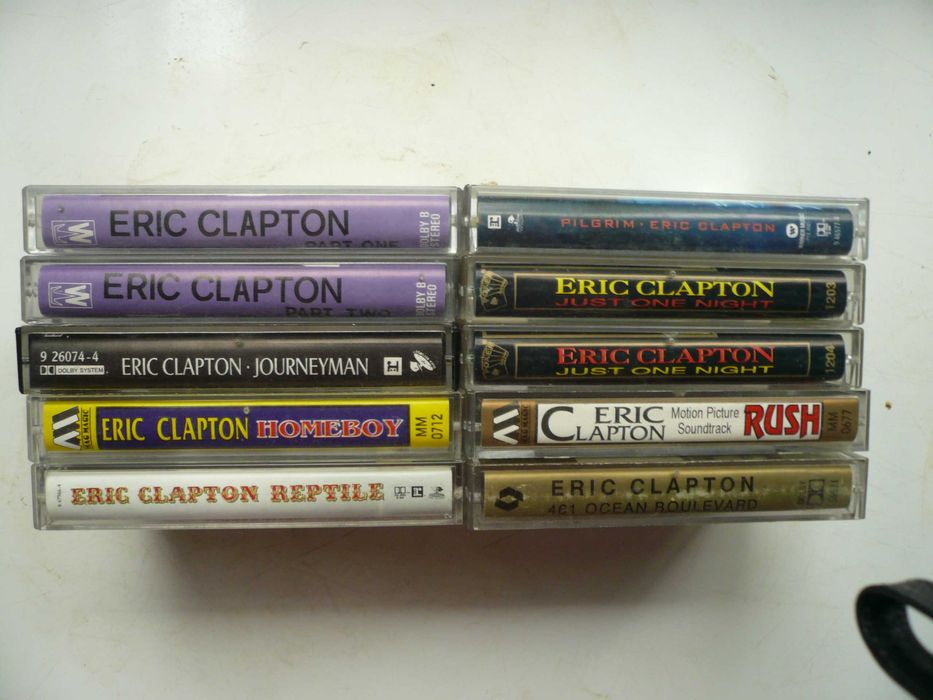 W
ERIC CLAPTON
PART ONE
DOLBY B
STEREO
W
ERIC CLAPTON
PART TWO
DOLBY B
STEREO
9 26074-4
DOLBY SYSTEM
ERIC CLAPTON · JOURNEYMAN
MAG MAGIC
ERIC CLAPTON HOMEBOY
MM
0712
ERIC CLAPTON REPTILE
PILGRIM · ERIC CLAPTON
ERIC CLAPTON
JUST ONE NIGHT
1203
ERIC CLAPTON
JUST ONE NIGHT
1204
MAG MAGIC
ERIC
CLAPTON
Motion Picture
Soundtrack
RUSH
MM
0677
ERIC CLAPTON
461 OCEAN BOULEVARD